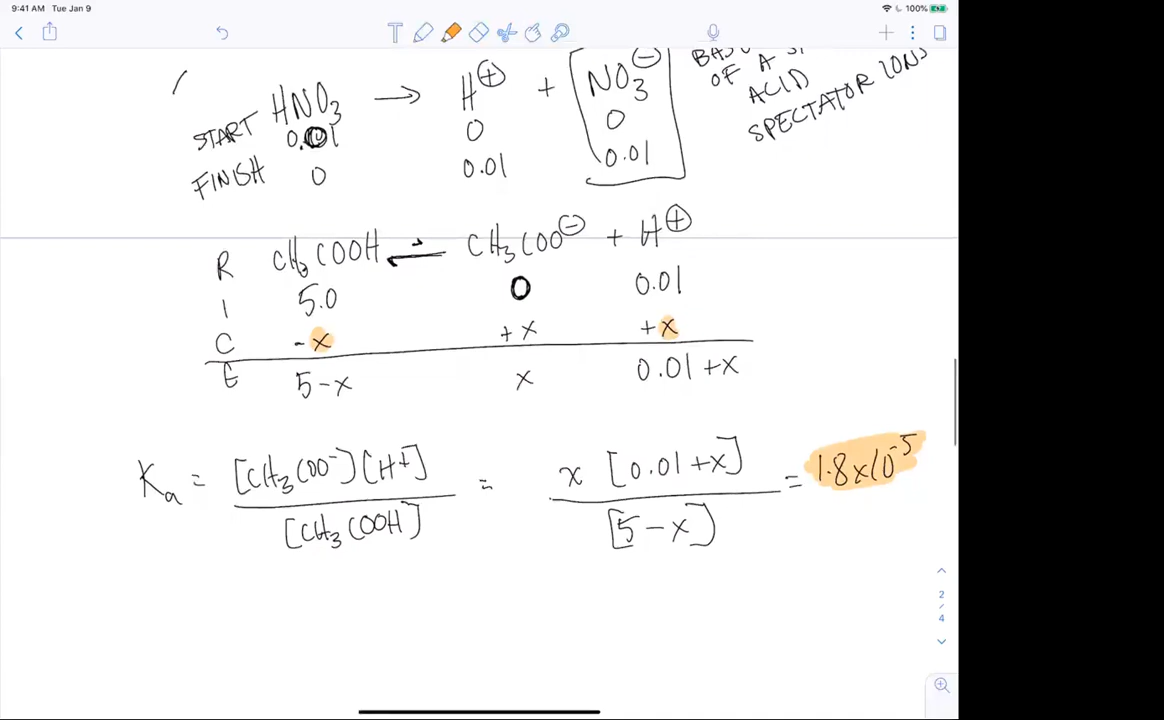 9:41 AM Tue Jan 9
100%
HNO3 → H⊕ + NO3⊖
START 0.01 0 0
FINISH 0 0.01 0.01
OF A
ACID
SPECTATOR IONS
R CH3COOH ⇌ CH3COO⊖ + H⊕
I 5.0 0 0.01
C -x +x +x
E 5-x x 0.01+x
Ka = [CH3COO-][H+] / [CH3COOH] = x [0.01+x] / [5-x] = 1.8x10^-5
2
/
4